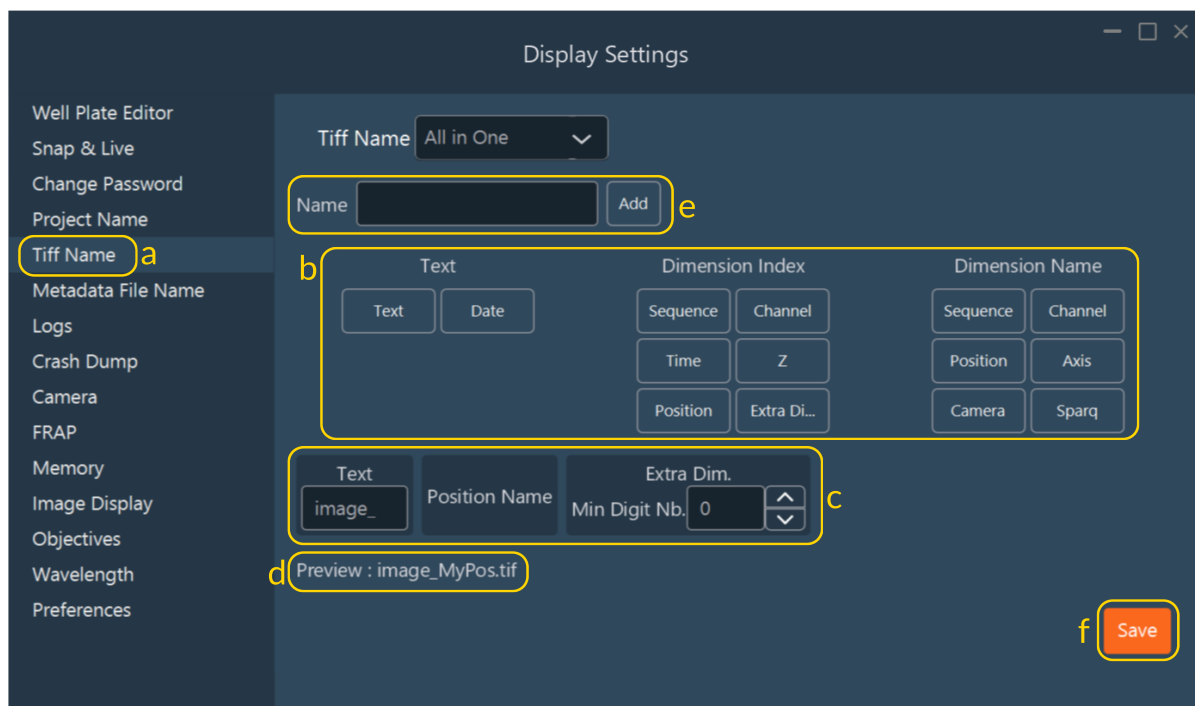 Display Settings
Well Plate Editor
Snap & Live
Change Password
Project Name
Tiff Name a
Metadata File Name
Logs
Crash Dump
Camera
FRAP
Memory
Image Display
Objectives
Wavelength
Preferences
Tiff Name All in One
Name Add e
b Text Dimension Index Dimension Name
Text Date Sequence Channel Sequence Channel
Time Z Position Axis
Position Extra Di... Camera Sparq
Text Position Name Extra Dim.
image_ Min Digit Nb. 0 c
d Preview : image_MyPos.tif
f Save